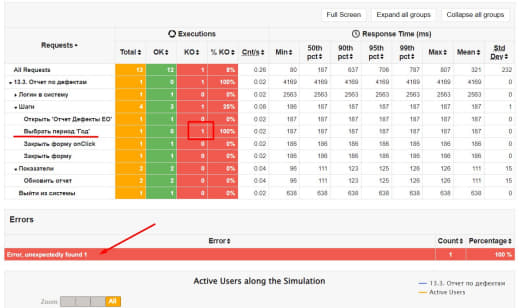 Full Screen Expand all groups Collapse all groups
Executions Response Time (ms)
Requests Total OK KO % KO Cnt/s Min 50th pct 95th pct 95th pct 99th pct Max Mean Std Dev
All Requests 13 12 1 8% 0.26 80 187 637 706 787 807 321 232
13.3. Отчет по дефектам 1 0 1 100% 0.02 4169 4169 4169 4169 4169 4169 4169 0
Логин в систему 1 1 0 0% 0.02 2563 2563 2563 2563 2563 2563 2563 0
Шаги 4 3 1 25% 0.08 186 187 187 187 187 187 187 1
Открыть 'Отчет Дефекты ЕО' 1 1 0 0% 0.02 187 187 187 187 187 187 187 0
Выбрать период 'Год' 1 0 1 100% 0.02 187 187 187 187 187 187 187 0
Закрыть форму onClick 1 1 0 0% 0.02 186 186 186 186 186 186 186 0
Закрыть форму 1 1 0 0% 0.02 186 186 186 186 186 186 186 0
Показатели 2 2 0 0% 0.04 96 111 123 125 126 126 111 15
Обновить отчет 2 2 0 0% 0.04 96 111 123 125 126 126 111 15
Выйти из системы 1 1 0 0% 0.02 638 638 638 638 638 638 638 0
Errors
Error Count Percentage
Error, unexpectedly found 1 1 100 %
Active Users along the Simulation
13.3. Отчет по дефектам
Active Users
Zoom All